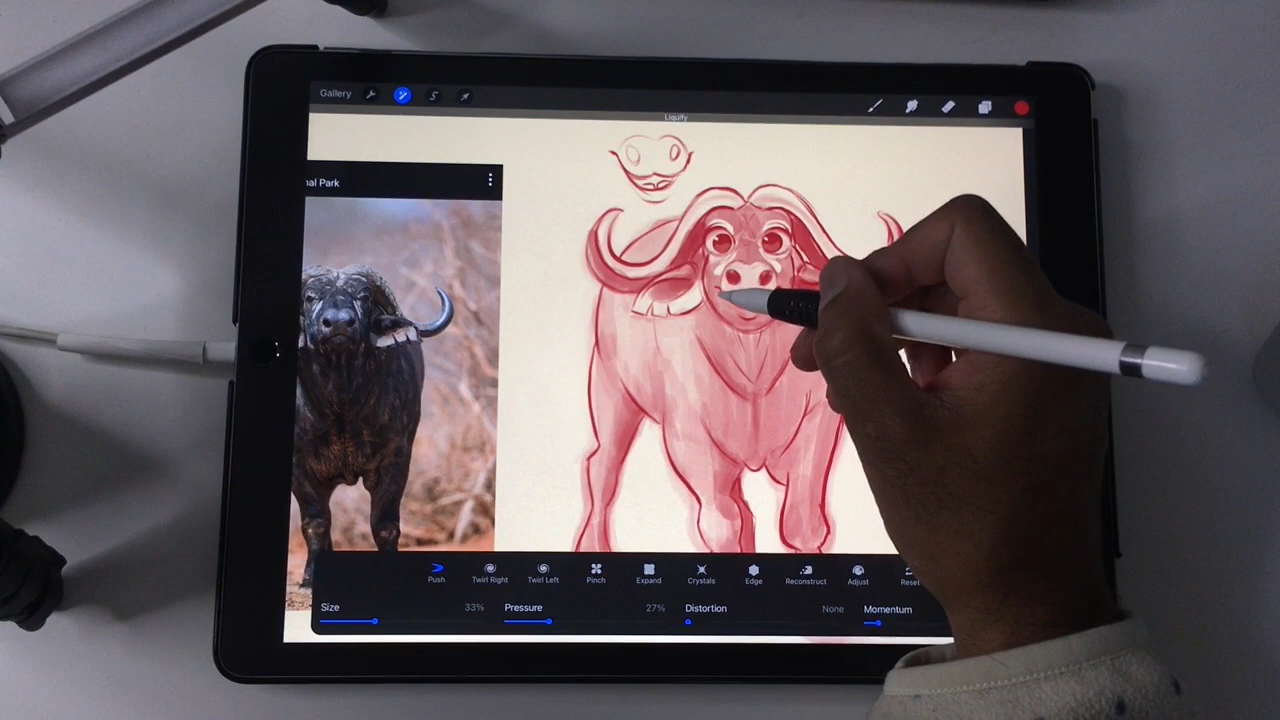 Gallery
Liquify
nal Park
Push
Twirl Right
Twirl Left
Pinch
Expand
Crystals
Edge
Reconstruct
Adjust
Reset
Size 33%
Pressure 27%
Distortion None
Momentum